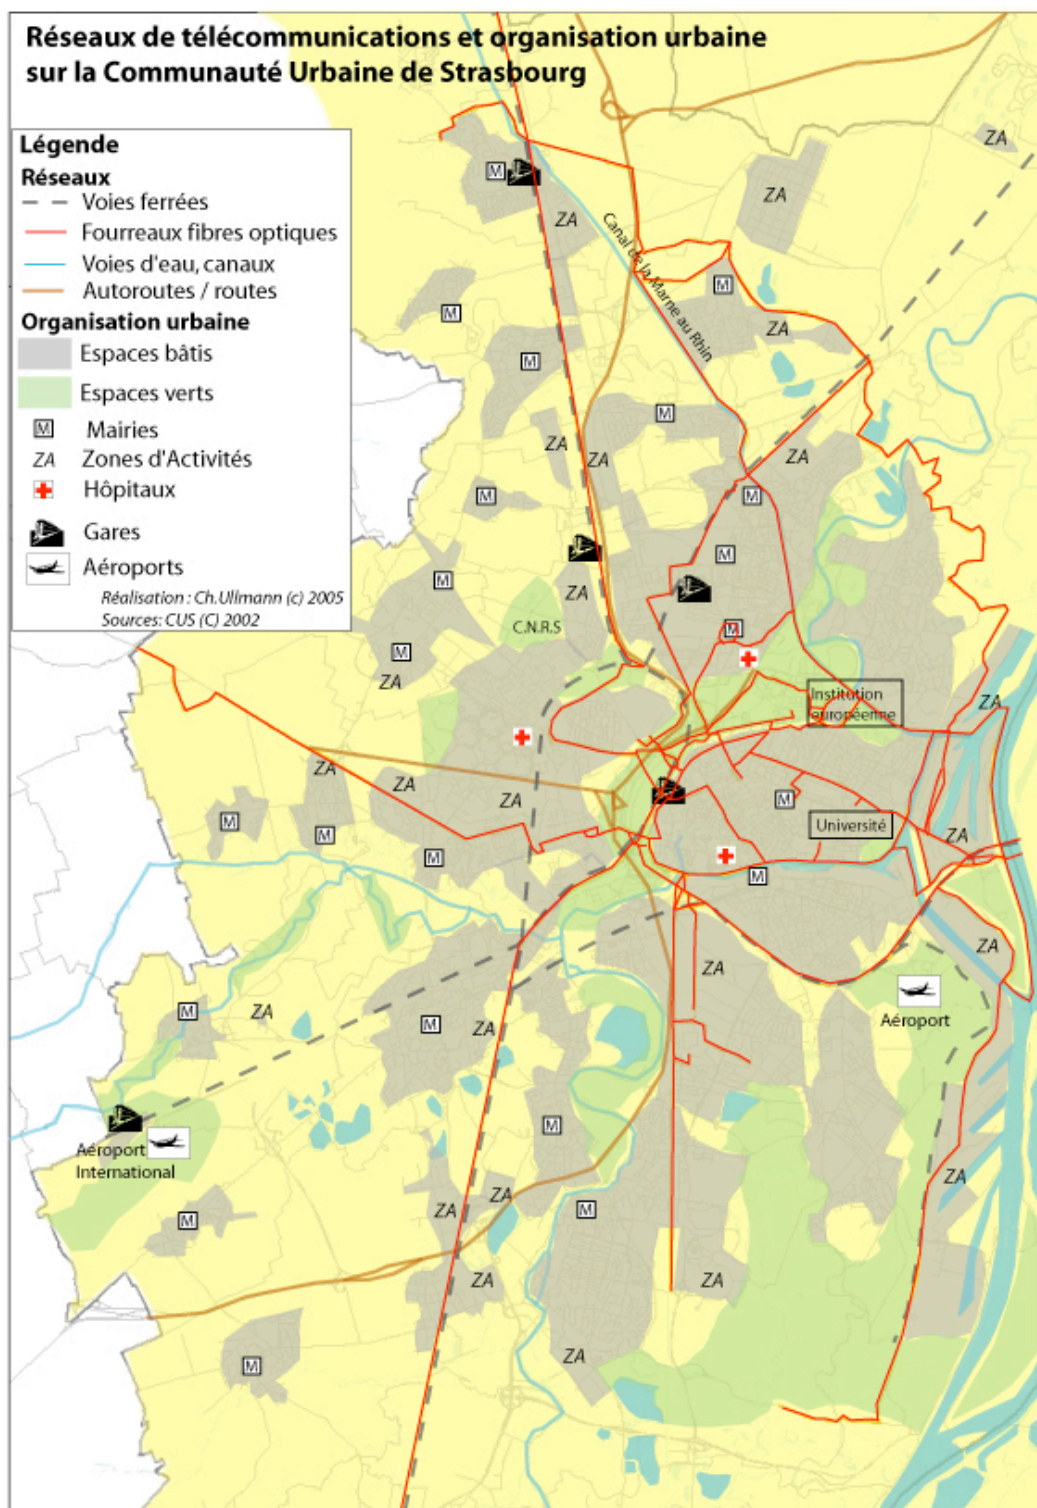 Réseaux de télécommunications et organisation urbaine
sur la Communauté Urbaine de Strasbourg
Légende
Réseaux
Voies ferrées
Fourreaux fibres optiques
Voies d'eau, canaux
Autoroutes / routes
Organisation urbaine
Espaces bâtis
Espaces verts
M Mairies
ZA Zones d'Activités
Hôpitaux
Gares
Aéroports
Réalisation : Ch.Ullmann (c) 2005
Sources: CUS (C) 2002
ZA
M
ZA
ZA
Canal de la Marne au Rhin
M
M
ZA
M
M
ZA
ZA
ZA
M
M
M
M
ZA
C.N.R.S
M
M
ZA
Institution
européenne
ZA
ZA
ZA
ZA
M
M
M
Université
ZA
M
M
ZA
ZA
M
ZA
M
ZA
Aéroport
M
Aéroport
International
ZA
ZA
M
ZA
M
ZA
ZA
M
ZA